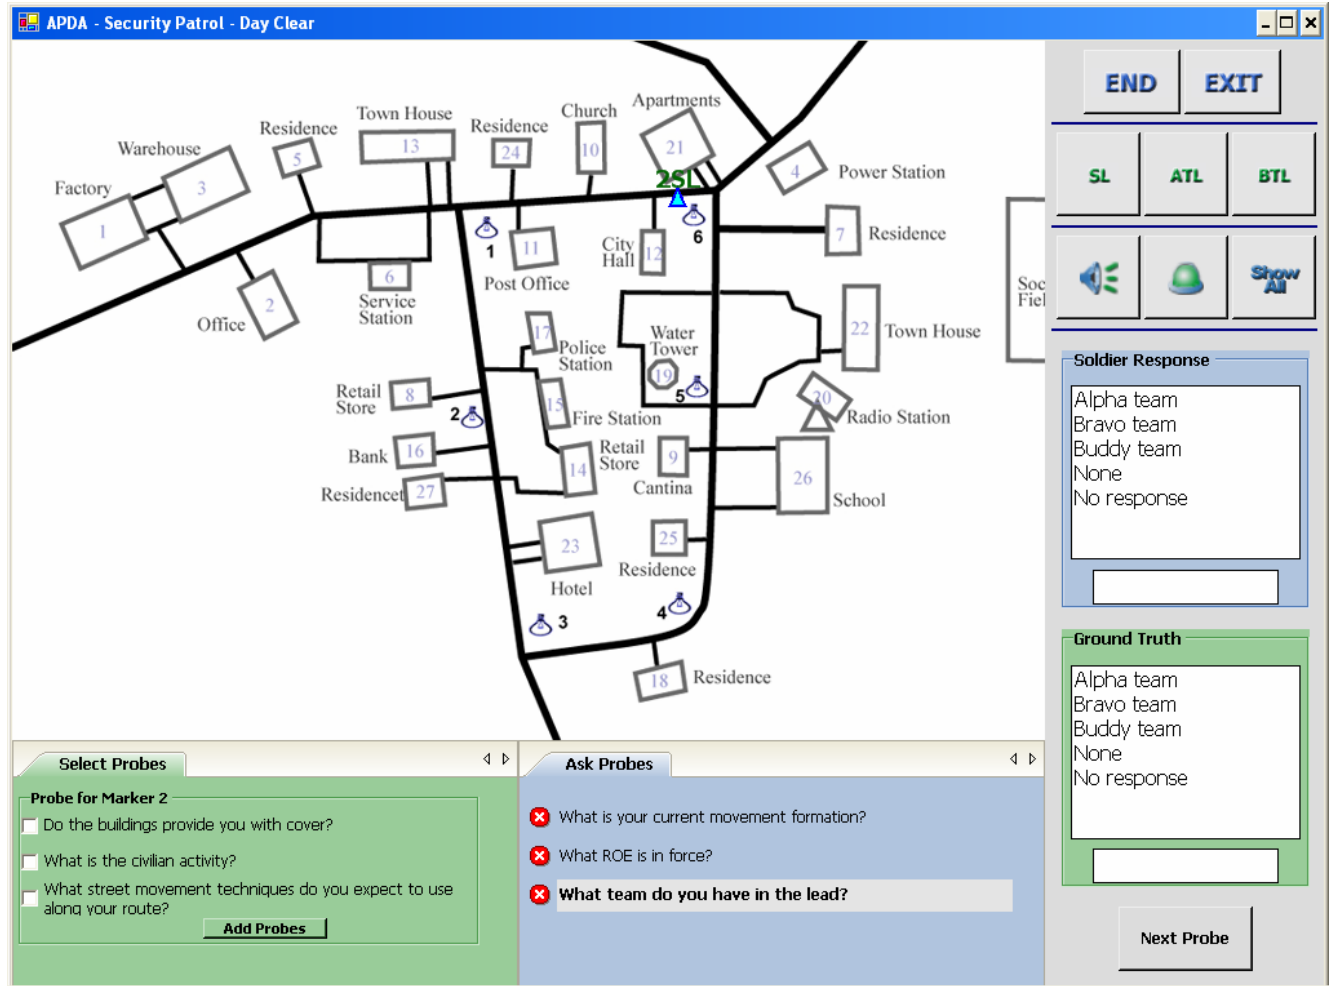 APDA - Security Patrol - Day Clear
END
EXIT
SL
ATL
BTL
Show
All
Soldier Response
Alpha team
Bravo team
Buddy team
None
No response
Ground Truth
Alpha team
Bravo team
Buddy team
None
No response
Next Probe
Apartments
21
Church
10
Town House
13
Residence
24
Residence
5
Warehouse
3
Factory
1
4
Power Station
2SL
6
7
Residence
1
11
Post Office
City
Hall
12
6
Service
Station
2
Office
Soc
Fiel
22
Town House
17
Police
Station
Water
Tower
19
5
20
Radio Station
Retail
Store
8
2
15
Fire Station
Bank
16
Retail
Store
14
9
Cantina
26
School
Residencet
27
23
Hotel
25
Residence
3
4
18
Residence
Select Probes
Probe for Marker 2
Do the buildings provide you with cover?
What is the civilian activity?
What street movement techniques do you expect to use
along your route?
Add Probes
Ask Probes
What is your current movement formation?
What ROE is in force?
What team do you have in the lead?